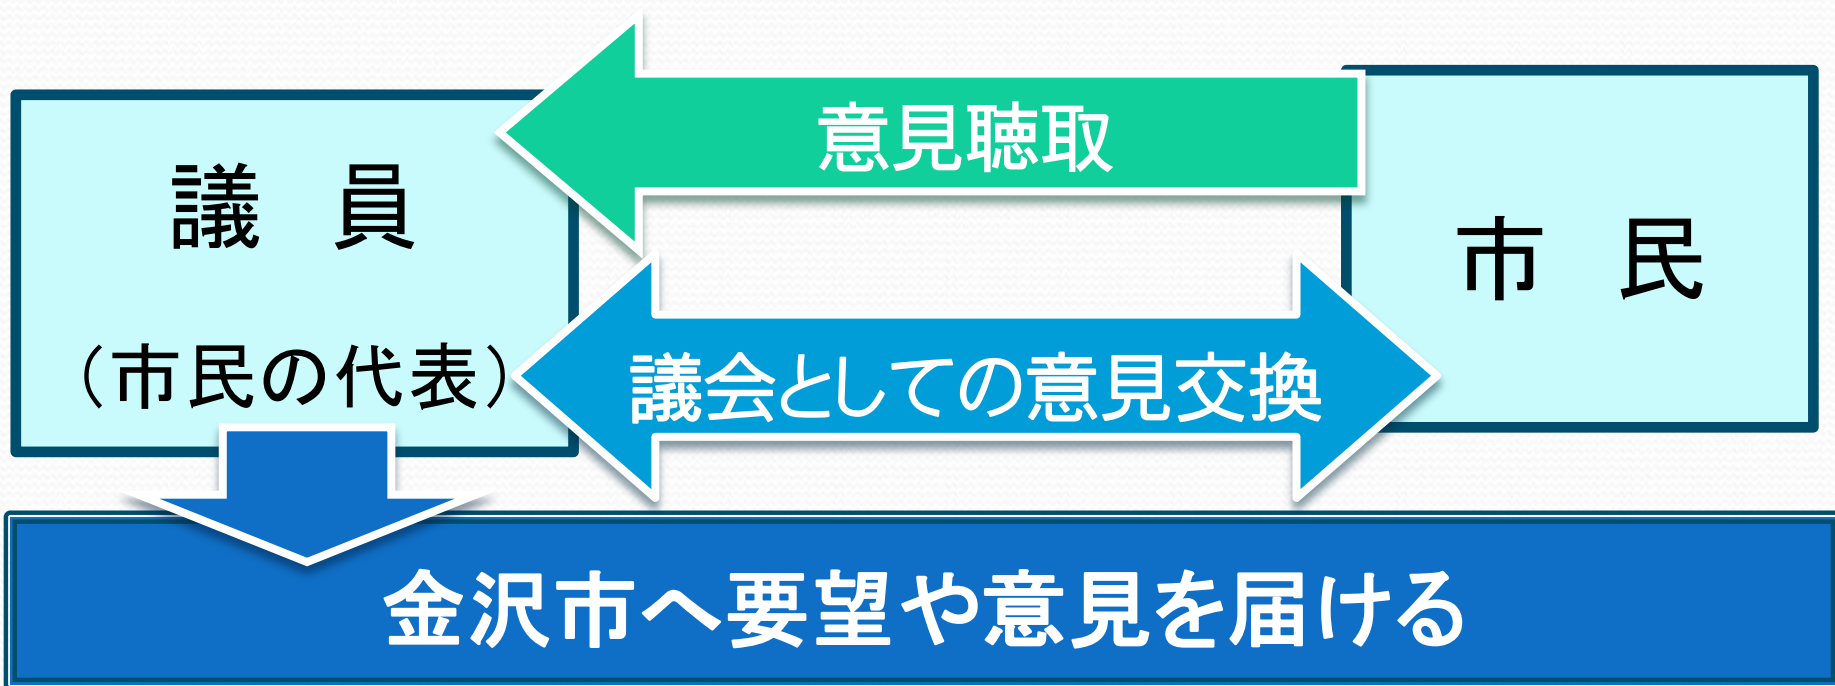 意見聴取
議　員
（市民の代表）
市　民
議会としての意見交換
金沢市へ要望や意見を届ける